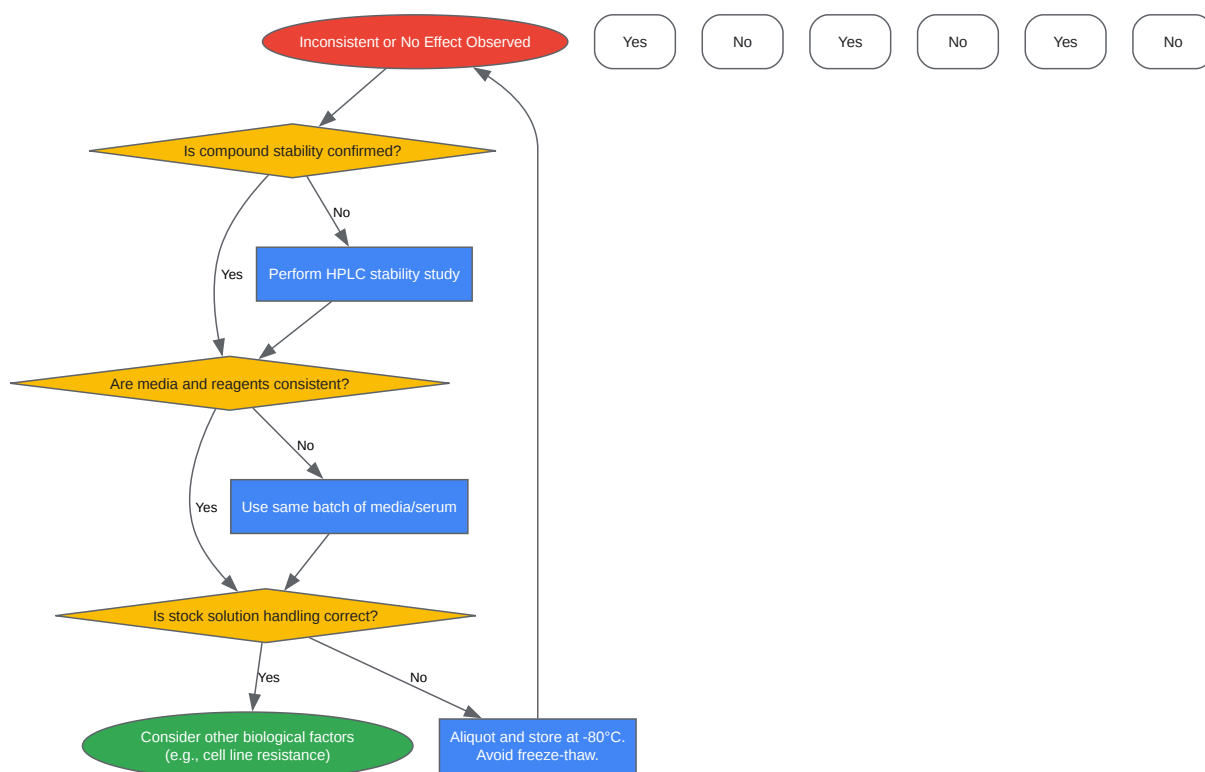 Inconsistent or No Effect Observed
Yes
No
Yes
No
Yes
No
Is compound stability confirmed?
No
Yes
Perform HPLC stability study
Are media and reagents consistent?
No
Yes
Use same batch of media/serum
Is stock solution handling correct?
Yes
No
Consider other biological factors
(e.g., cell line resistance)
Aliquot and store at -80°C.
Avoid freeze-thaw.